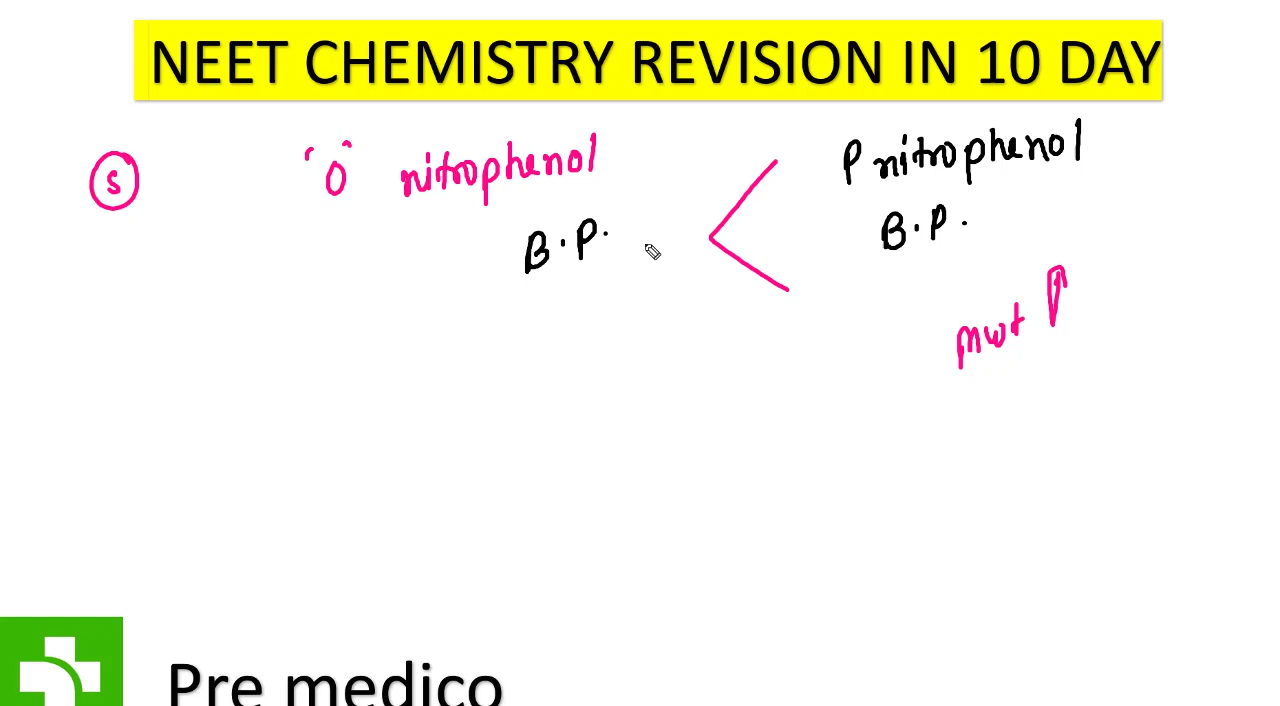 NEET CHEMISTRY REVISION IN 10 DAY
(S) "O" nitrophenol < P nitrophenol
B.P. B.P.
mwt ↑
Pre medico